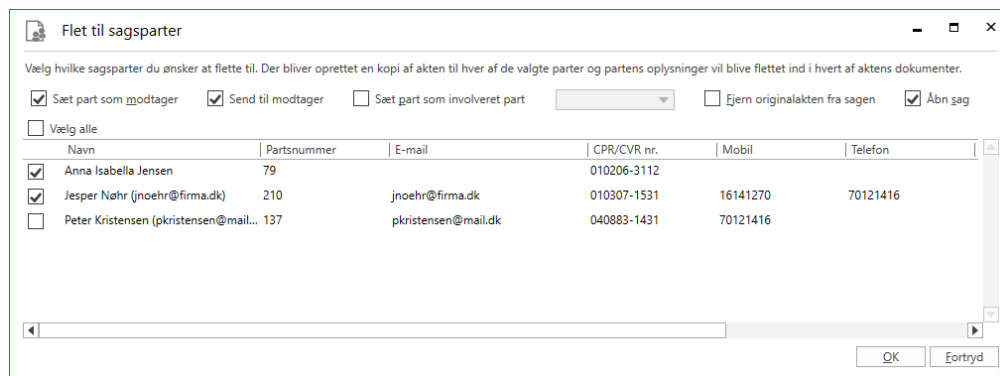 Flet til sagsparter
Vælg hvilke sagsparter du ønsker at flette til. Der bliver oprettet en kopi af akten til hver af de valgte parter og partens oplysninger vil blive flettet ind i hvert af aktens dokumenter.
Sæt part som modtager Send til modtager Sæt part som involveret part Fjern originalakten fra sagen Åbn sag
Vælg alle
Navn Partsnummer E-mail CPR/CVR nr. Mobil Telefon
Anna Isabella Jensen 79 010206-3112
Jesper Nøhr (jnoehr@firma.dk) 210 jnoehr@firma.dk 010307-1531 16141270 70121416
Peter Kristensen (pkristensen@mail... 137 pkristensen@mail.dk 040883-1431 70121416
OK Fortryd